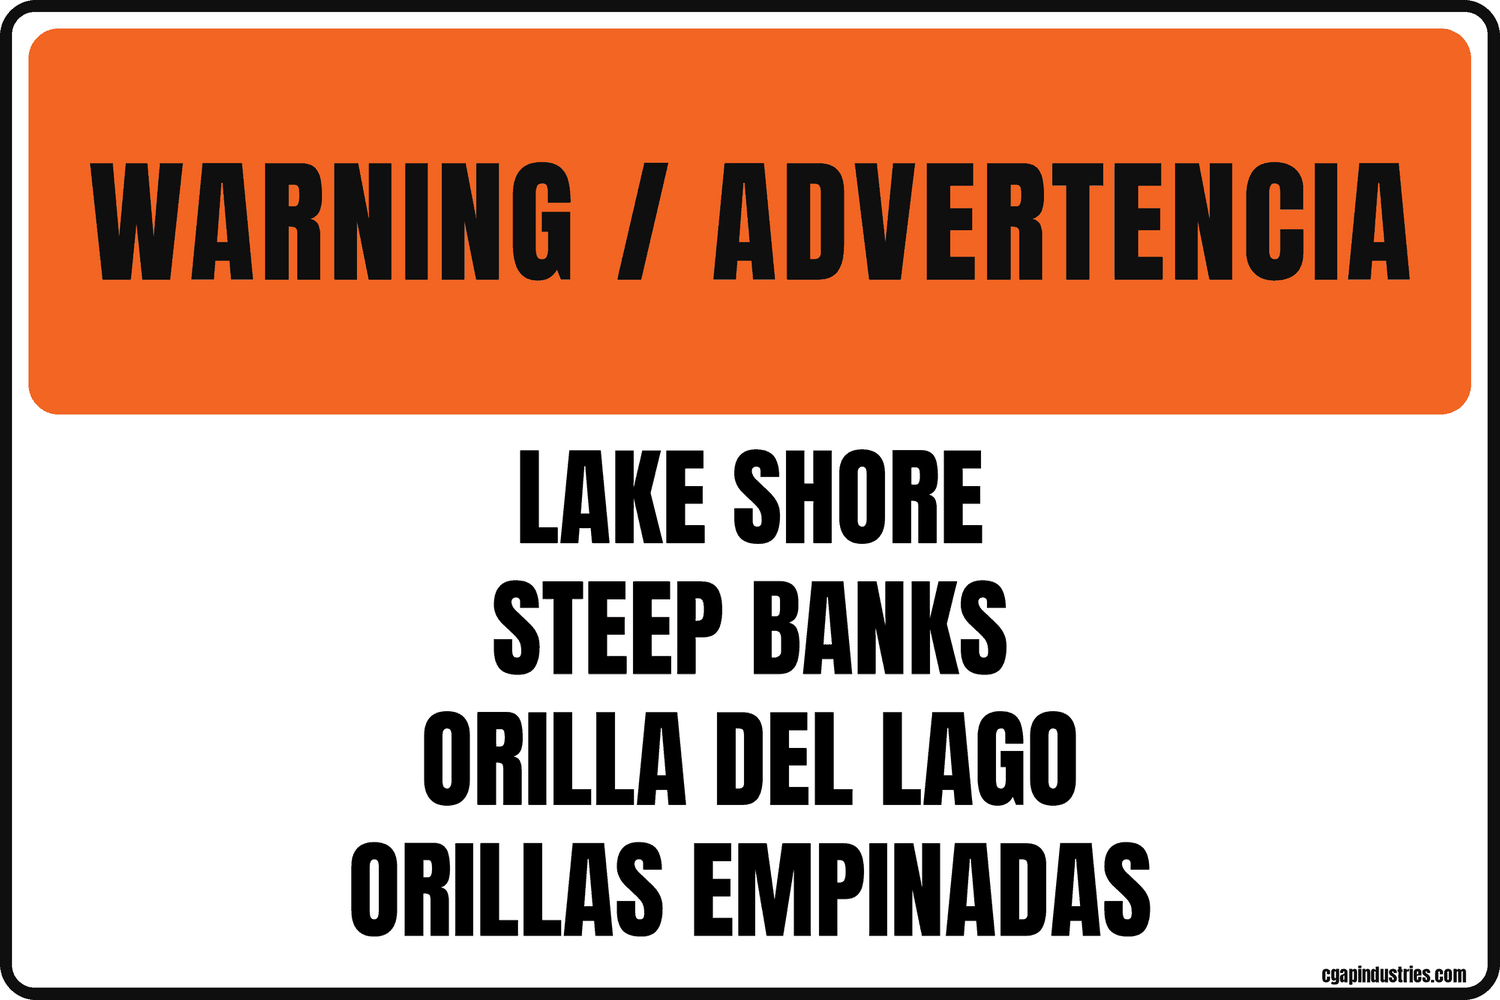 WARNING / ADVERTENCIA
LAKE SHORE
STEEP BANKS
ORILLA DEL LAGO
ORILLAS EMPINADAS
cgapindustries.com